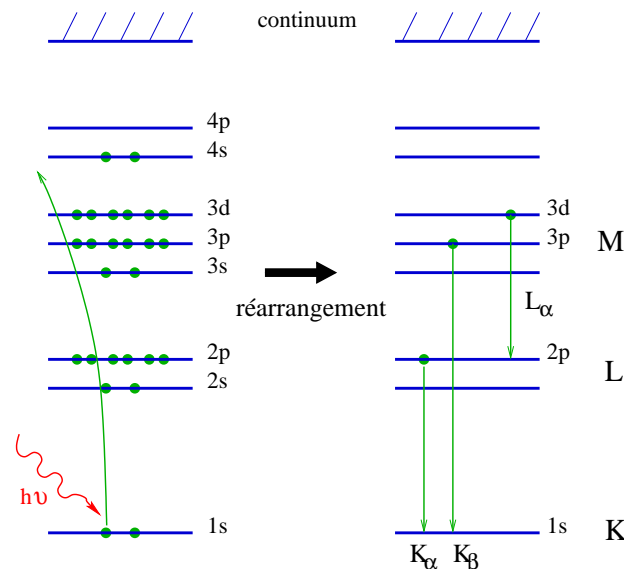 continuum
4p
4s
3d
3p
3s
2p
2s
1s
hυ
réarrangement
3d
3p
M
Lα
2p
L
1s
K
Kα
Kβ